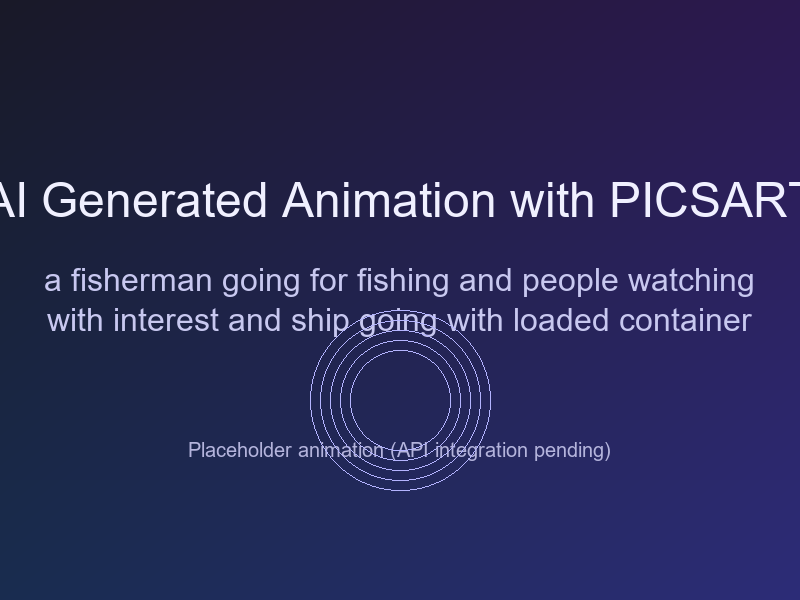 AI Generated Animation with PICSART
a fisherman going for fishing and people watching
with interest and ship going with loaded container
Placeholder animation (API integration pending)